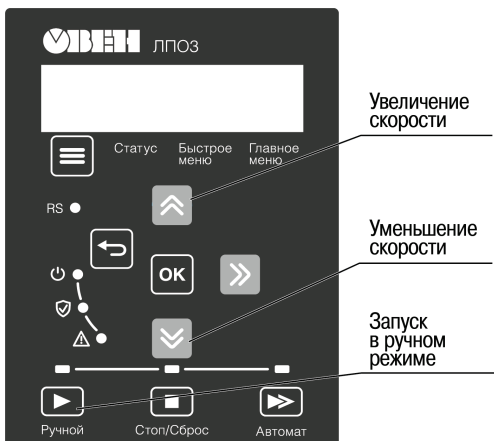 ОВЕН ЛПО3
Увеличение
скорости
Статус Быстрое меню Главное меню
RS
Уменьшение
скорости
OK
Запуск
в ручном
режиме
Ручной Стоп/Сброс Автомат